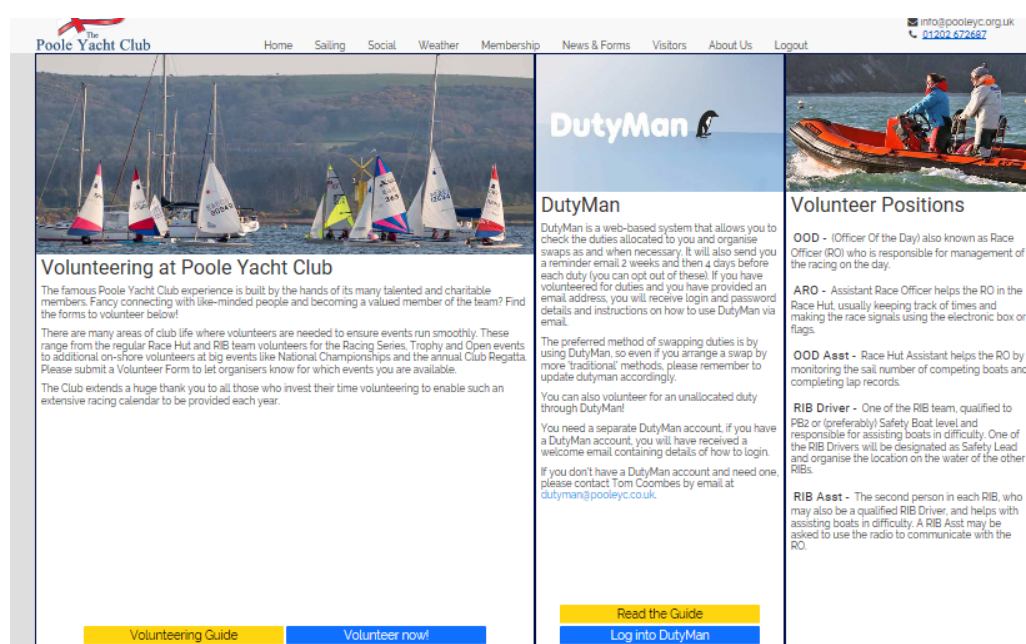 The
Poole Yacht Club
Home Sailing Social Weather Membership News & Forms Visitors About Us Logout
info@pooleyc.org.uk
01202 672687
Volunteering at Poole Yacht Club
The famous Poole Yacht Club experience is built by the hands of its many talented and charitable
members. Fancy connecting with like-minded people and becoming a valued member of the team? Find
the forms to volunteer below!
There are many areas of club life where volunteers are needed to ensure events run smoothly. These
range from the regular Race Hut and RIB team volunteers for the Racing Series, Trophy and Open events
to additional on-shore volunteers at big events like National Championships and the annual Club Regatta.
Please submit a Volunteer Form to let organisers know for which events you are available.
The Club extends a huge thank you to all those who invest their time volunteering to enable such an
extensive racing calendar to be provided each year.
Volunteering Guide
Volunteer now!
DutyMan
DutyMan
DutyMan is a web-based system that allows you to
check the duties allocated to you and organise
swaps as and when necessary. It will also send you
a reminder email 2 weeks and then 4 days before
each duty (you can opt out of these). If you have
volunteered for duties and you have provided an
email address, you will receive login and password
details and instructions on how to use DutyMan via
email.
The preferred method of swapping duties is by
using DutyMan, so even if you arrange a swap by
more 'traditional' methods, please remember to
update dutyman accordingly.
You can also volunteer for an unallocated duty
through DutyMan!
You need a separate DutyMan account, if you have
a DutyMan account, you will have received a
welcome email containing details of how to login.
If you don't have a DutyMan account and need one,
please contact Tom Coombes by email at
dutyman@pooleyc.co.uk.
Read the Guide
Log into DutyMan
Volunteer Positions
OOD - (Officer Of the Day) also known as Race
Officer (RO) who is responsible for management of
the racing on the day.
ARO - Assistant Race Officer helps the RO in the
Race Hut, usually keeping track of times and
making the race signals using the electronic box or
flags.
OOD Asst - Race Hut Assistant helps the RO by
monitoring the sail number of competing boats and
completing lap records.
RIB Driver - One of the RIB team, qualified to
PB2 or (preferably) Safety Boat level and
responsible for assisting boats in difficulty. One of
the RIB Drivers will be designated as Safety Lead
and organise the location on the water of the other
RIBs.
RIB Asst - The second person in each RIB, who
may also be a qualified RIB Driver, and helps with
assisting boats in difficulty. A RIB Asst may be
asked to use the radio to communicate with the
RO.